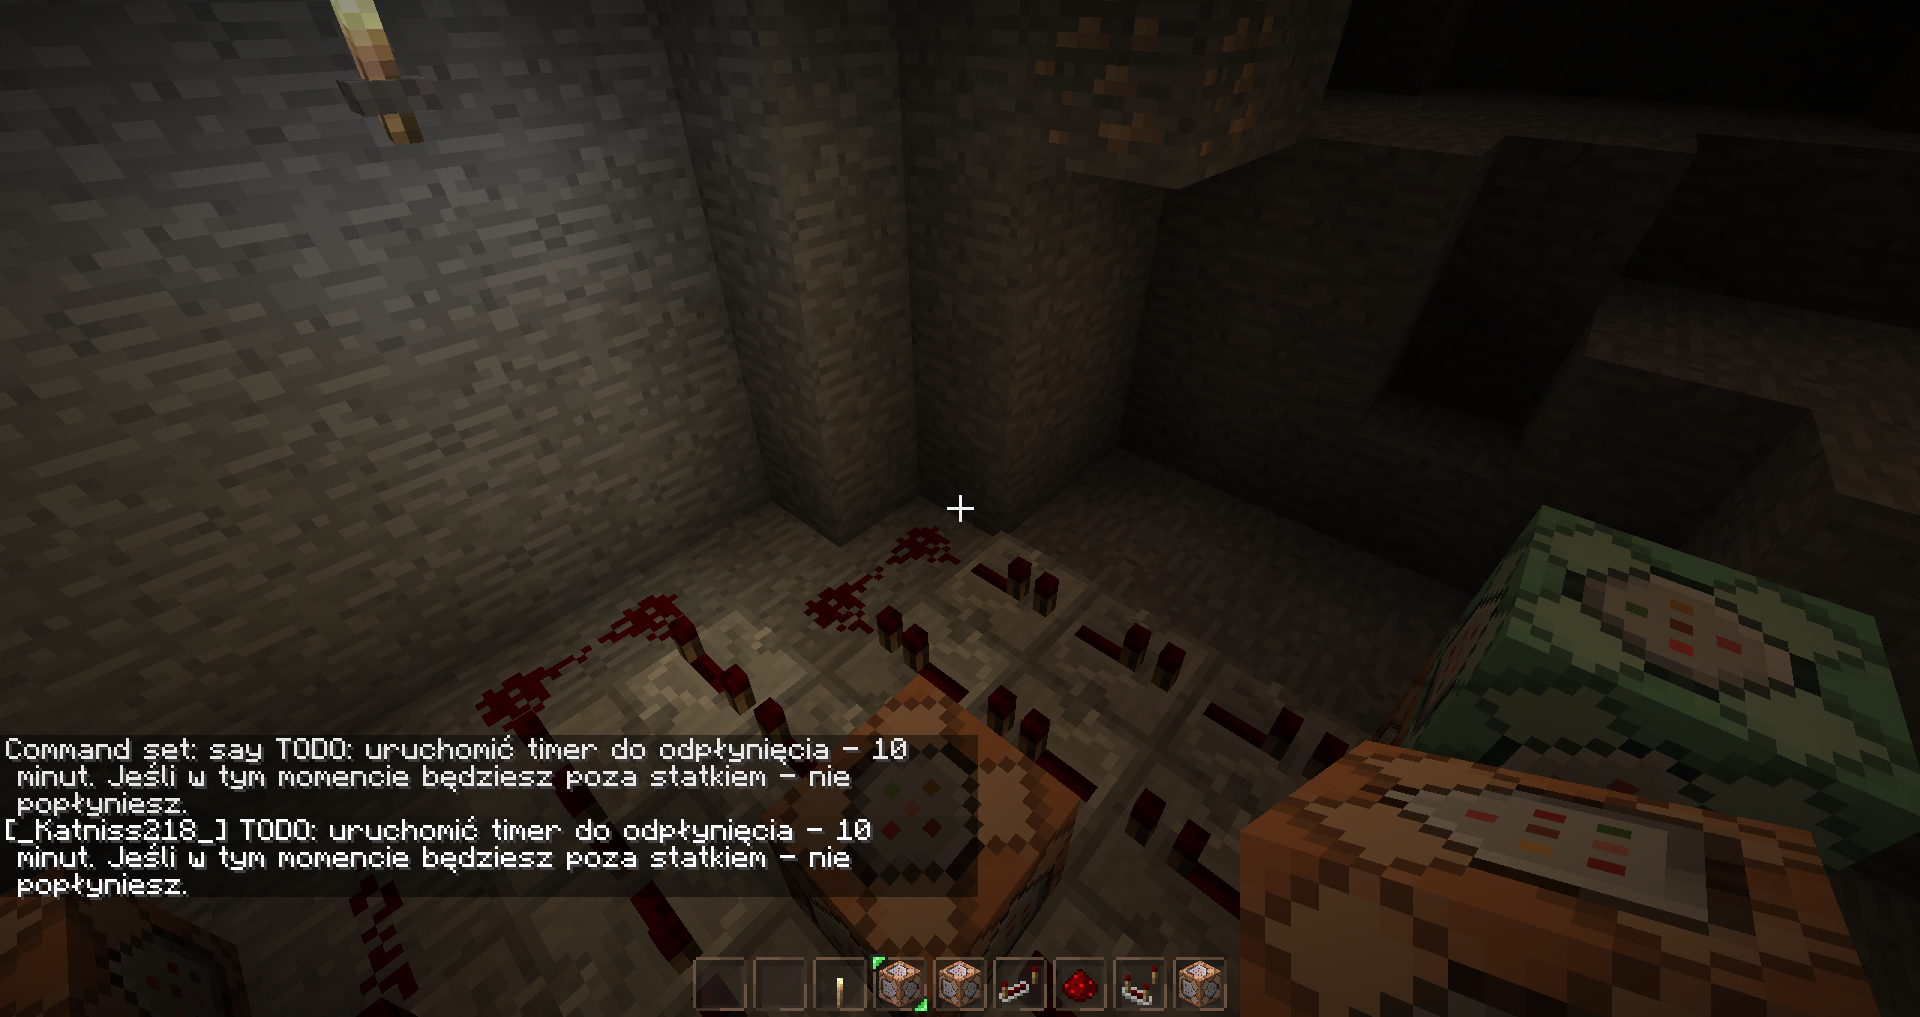 Command set: say TODO: uruchomić timer do odpłynięcia - 10
minut. Jeśli w tym momencie będziesz poza statkiem - nie
popłyniesz.
[_Katniss218_] TODO: uruchomić timer do odpłynięcia - 10
minut. Jeśli w tym momencie będziesz poza statkiem - nie
popłyniesz.